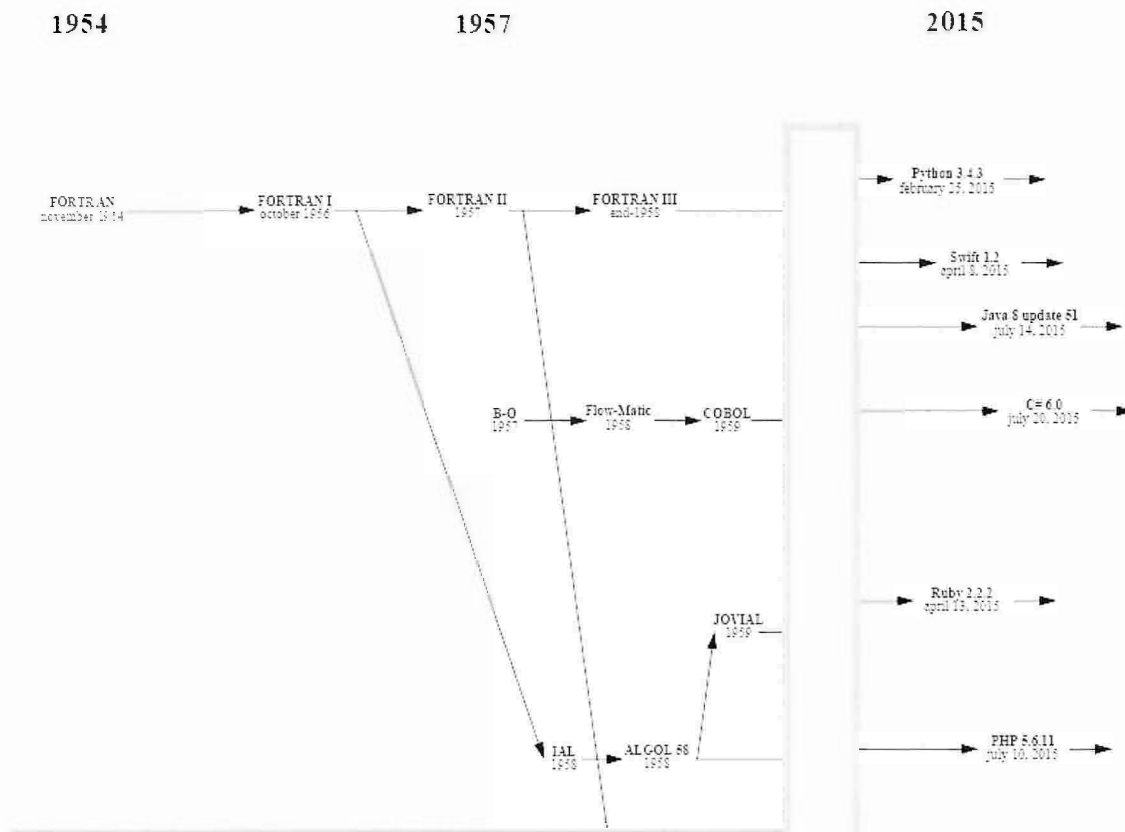 1954
1957
2015
Python 3.4.3
february 25, 2015
FORTRAN
november 1954
FORTRAN I
october 1956
FORTRAN II
1957
FORTRAN III
end-1958
Swift 1.2
april 8, 2015
Java 8 update 51
july 14, 2015
B-O
1957
Flow-Matic
1958
COBOL
1959
C# 6.0
july 20, 2015
Ruby 2.2.2
april 13, 2015
JOVIAL
1959
IAL
1958
ALGOL 58
1958
PHP 5.6.11
july 10, 2015